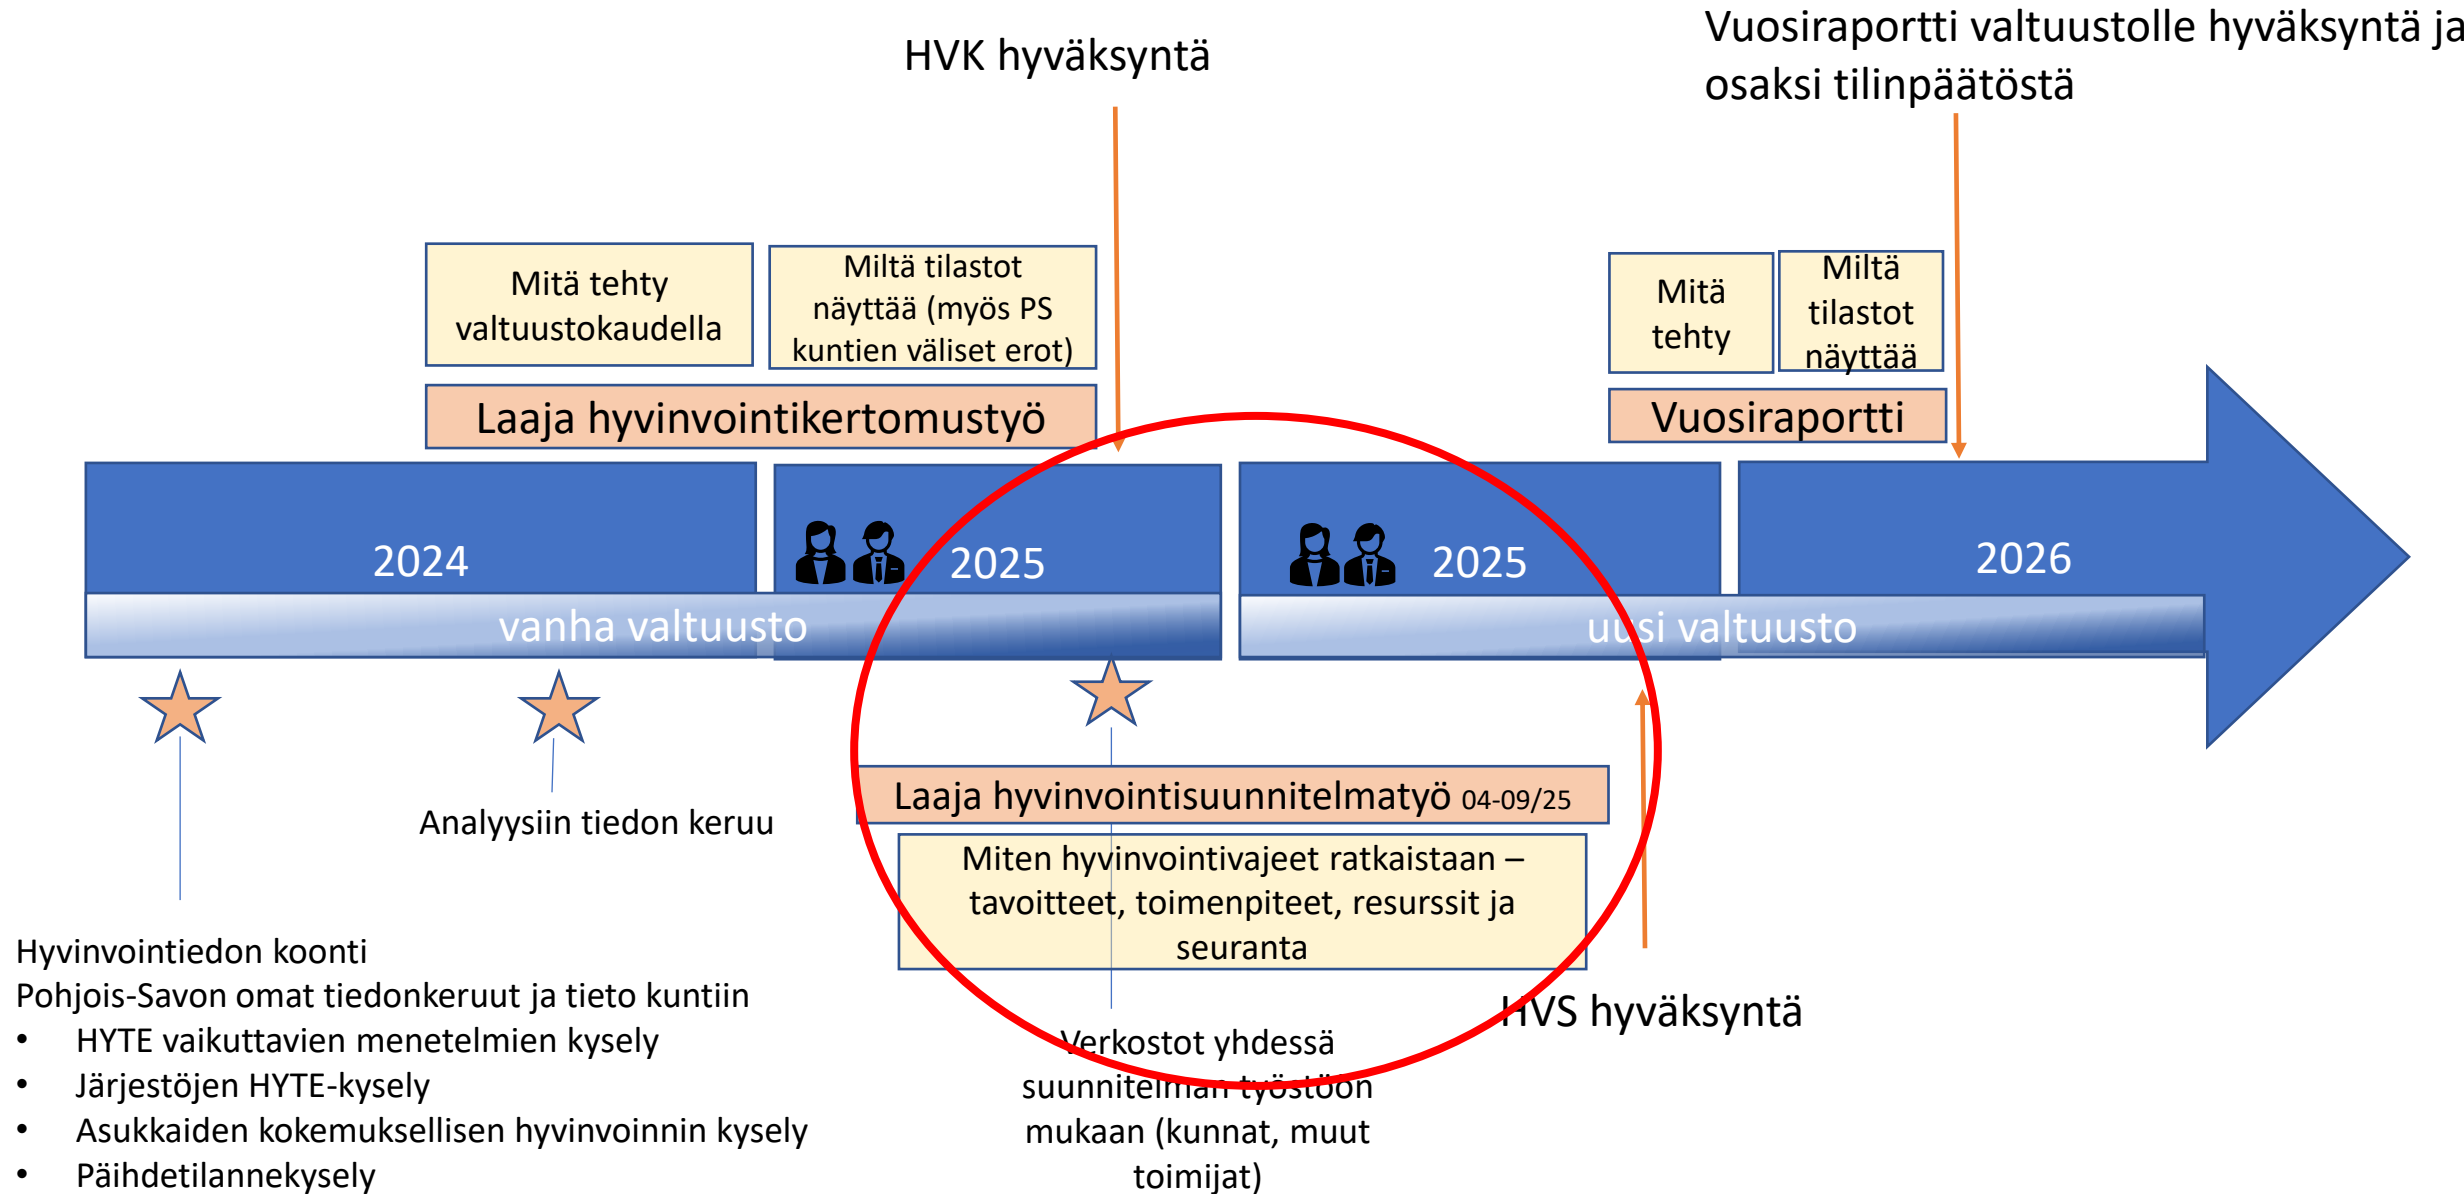 HVK hyväksyntä
Vuosiraportti valtuustolle hyväksyntä ja
osaksi tilinpäätöstä
Mitä tehty
valtuustokaudella
Miltä tilastot
näyttää (myös PS
kuntien väliset erot)
Mitä
tehty
Miltä
tilastot
näyttää
Laaja hyvinvointikertomustyö
Vuosiraportti
2024
2025
2025
2026
vanha valtuusto
uusi valtuusto
Analyysiin tiedon keruu
Laaja hyvinvointisuunnitelmatyö 04-09/25
Miten hyvinvointivajeet ratkaistaan –
tavoitteet, toimenpiteet, resurssit ja
seuranta
HVS hyväksyntä
Hyvinvointiedon koonti
Pohjois-Savon omat tiedonkeruut ja tieto kuntiin
• HYTE vaikuttavien menetelmien kysely
• Järjestöjen HYTE-kysely
• Asukkaiden kokemuksellisen hyvinvoinnin kysely
• Päihdetilannekysely
Verkostot yhdessä
suunnitelman työstöön
mukaan (kunnat, muut
toimijat)